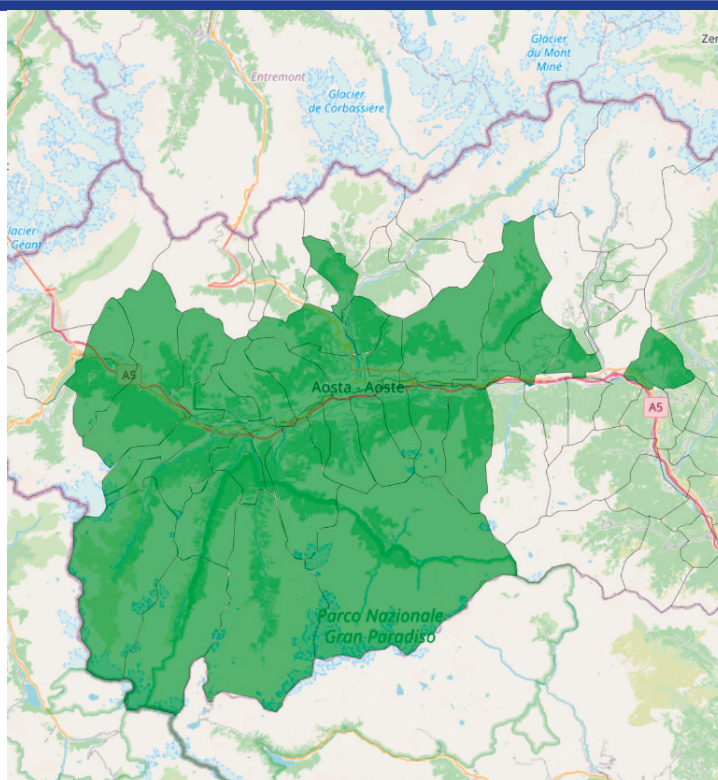 Glacier
du Mont
Miné
Zer
Entremont
Glacier
de Corbassière
lacier
Géant
A5
Aosta - Aoste
A5
Parco Nazionale
Gran Paradiso